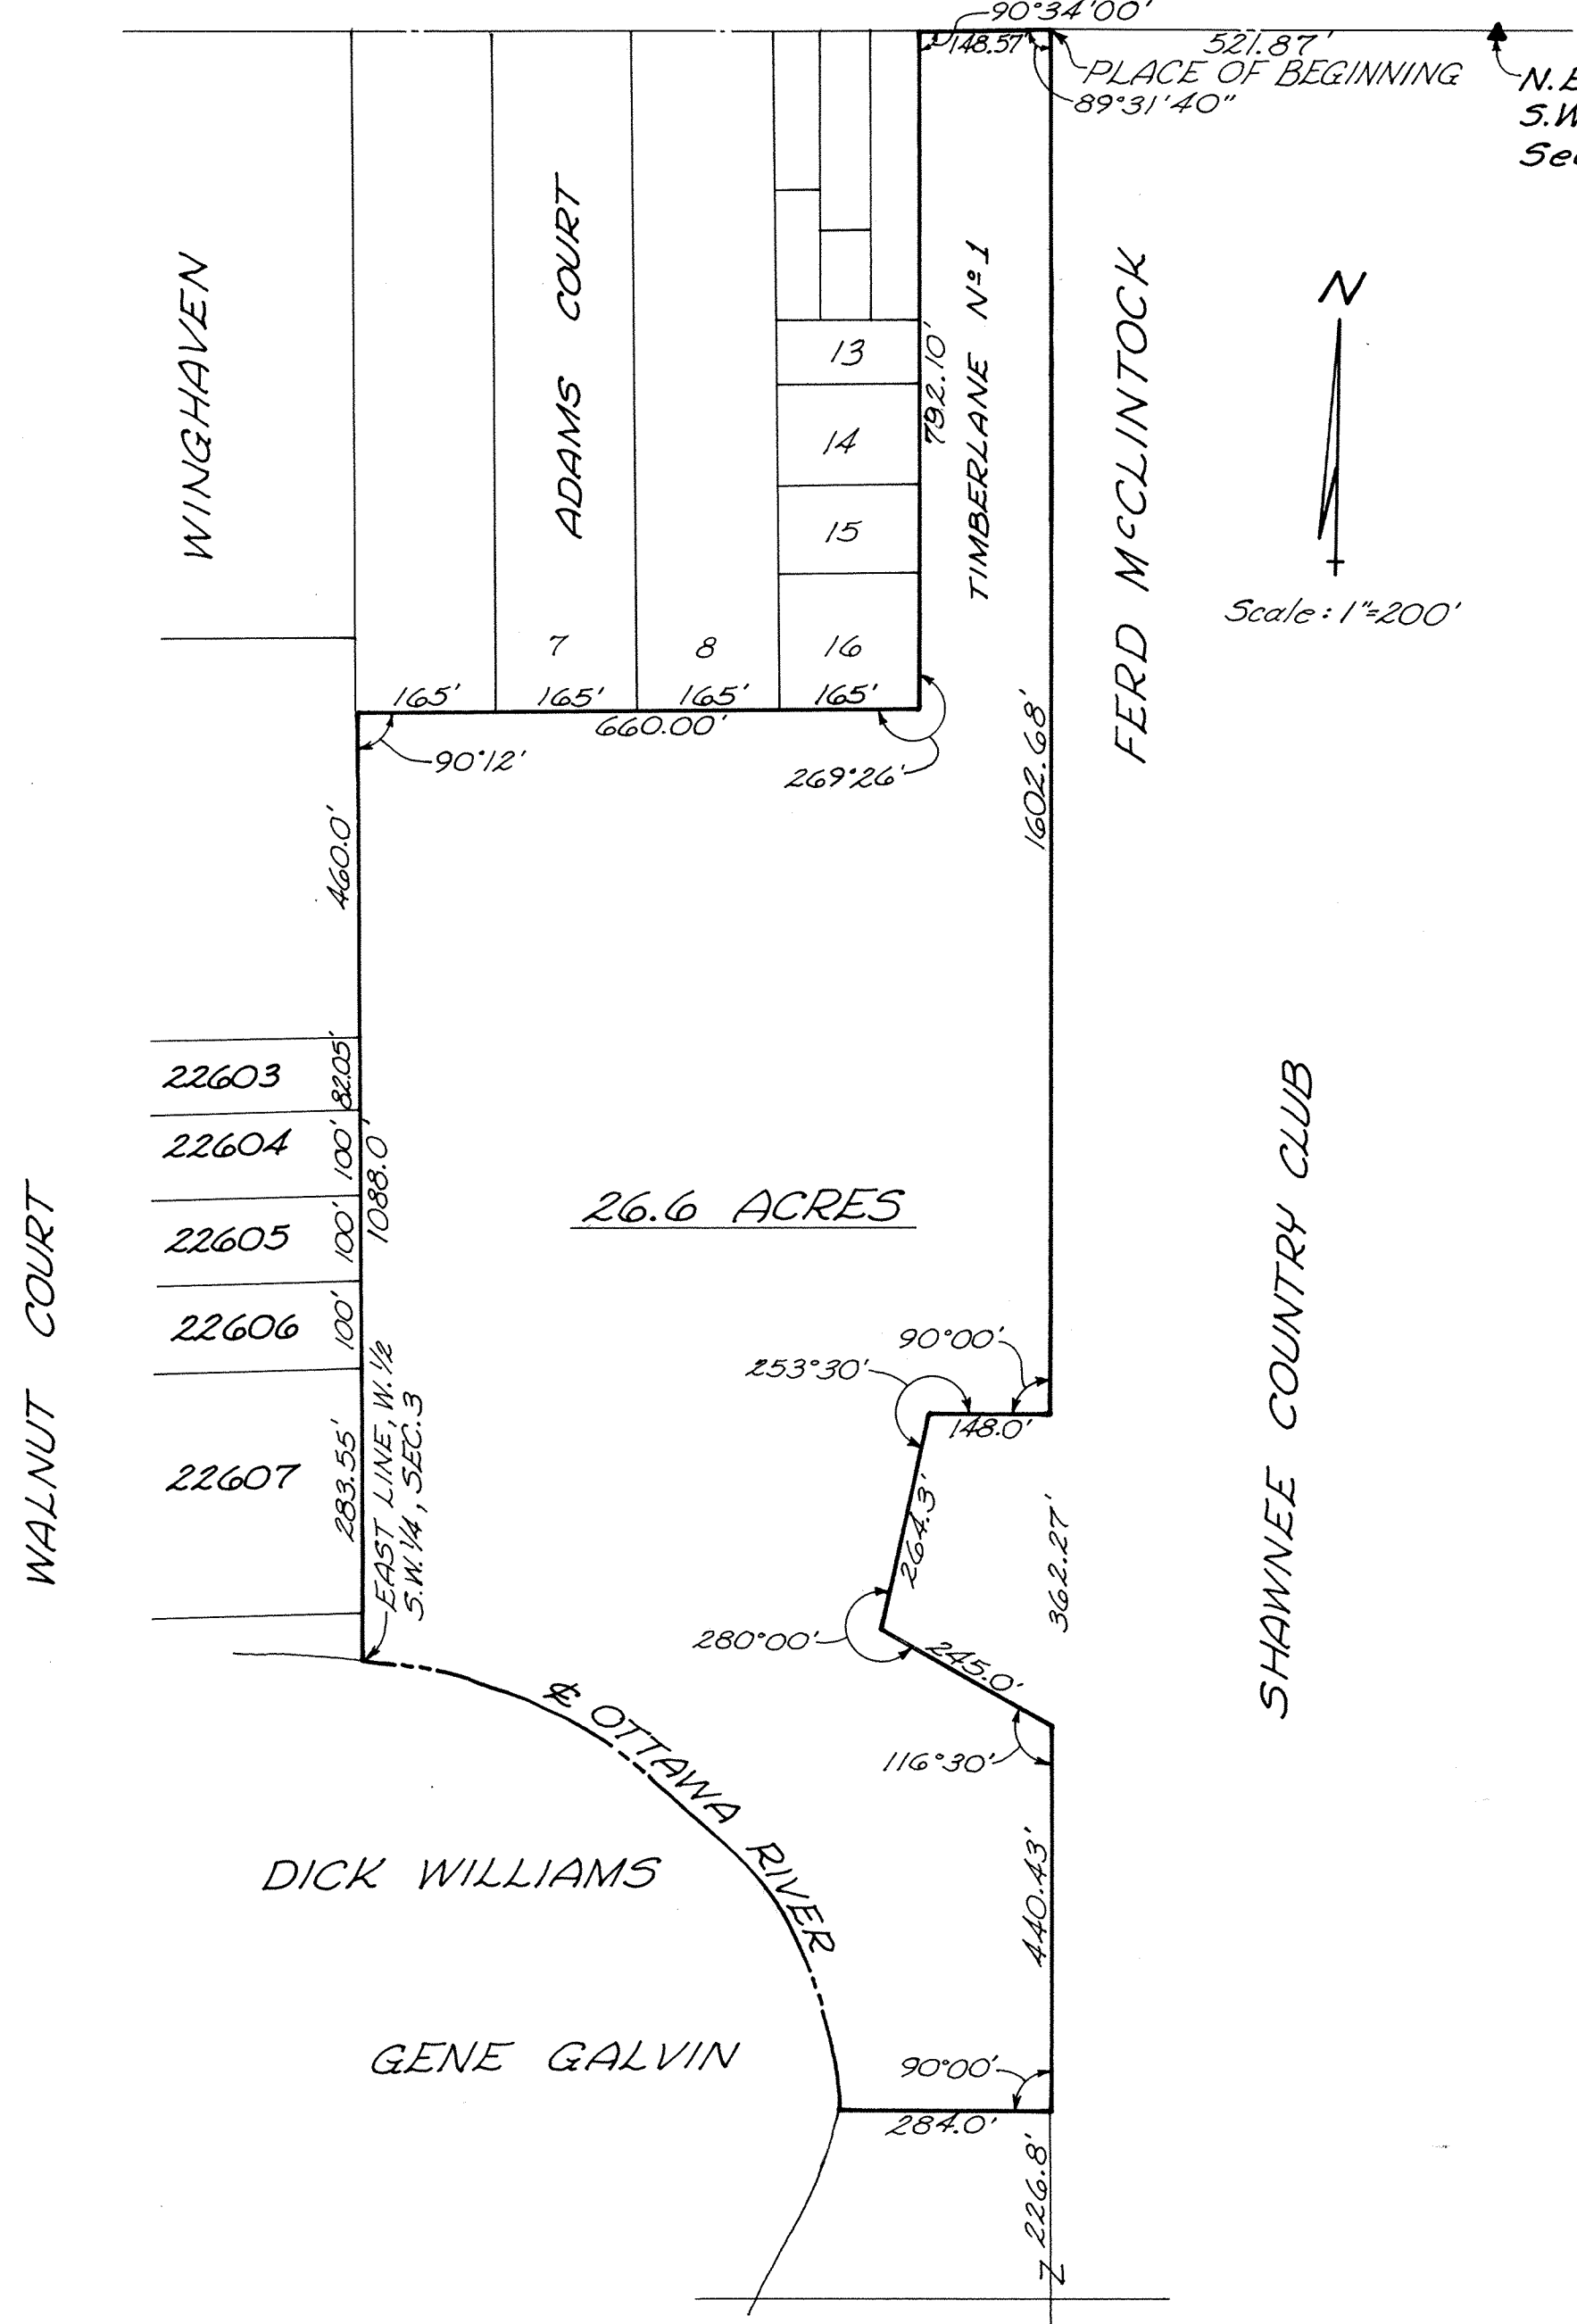 90°34'00'
148.57'
521.87'
PLACE OF BEGINNING
89°31'40"
N.E
S.W
Sec
WINGHAVEN
ADAMS COURT
13
14
15
16
7
8
792.10'
TIMBERLANE Nº 1
FERD McCLINTOCK
N
Scale: 1"=200'
165'
165'
165'
165'
660.00'
90°12'
269°26'
1602.68'
460.0'
22603
82.05'
22604
100'
1088.0'
22605
100'
22606
100'
22607
283.55'
EAST LINE, W. 1/2
S.W. 1/4, SEC. 3
WALNUT COURT
26.6 ACRES
90°00'
253°30'
148.0'
264.3'
362.27'
280°00'
245.0'
116°30'
SHAWNEE COUNTRY CLUB
℄ OTTAWA RIVER
DICK WILLIAMS
440.43'
GENE GALVIN
90°00'
284.0'
226.8'